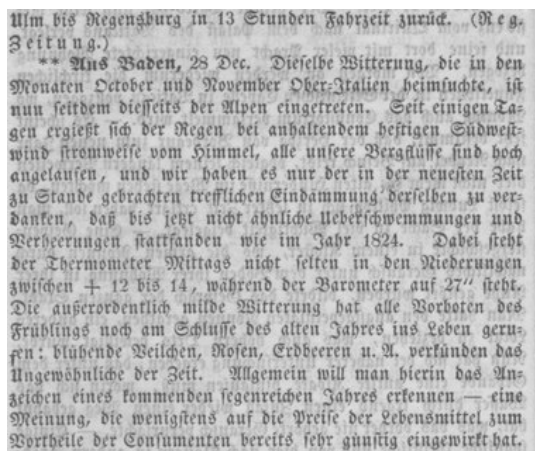 Ulm bis Regensburg in 13 Stunden Fahrzeit zurück. (Reg.
Zeitung.)
** Aus Baden, 28 Dec. Dieselbe Witterung, die in den
Monaten October und November Ober-Italien heimsuchte, ist
nun seitdem diesseits der Alpen eingetreten. Seit einigen Ta-
gen ergießt sich der Regen bei anhaltendem heftigen Südwest-
wind stromweise vom Himmel, alle unsere Bergflüsse sind hoch
angelaufen, und wir haben es nur der in der neuesten Zeit
zu Stande gebrachten trefflichen Eindämmung derselben zu ver-
danken, daß bis jetzt nicht ähnliche Ueberschwemmungen und
Verheerungen stattfanden wie im Jahr 1824. Dabei steht
der Thermometer Mittags nicht selten in den Niederungen
zwischen + 12 bis 14, während der Barometer auf 27″ steht.
Die außerordentlich milde Witterung hat alle Vorboten des
Frühlings noch am Schlusse des alten Jahres ins Leben geru-
fen: blühende Veilchen, Rosen, Erdbeeren u. A. verkünden das
Ungewöhnliche der Zeit. Allgemein will man hierin das An-
zeichen eines kommenden segenreichen Jahres erkennen — eine
Meinung, die wenigstens auf die Preise der Lebensmittel zum
Vortheile der Consumenten bereits sehr günstig eingewirkt hat.